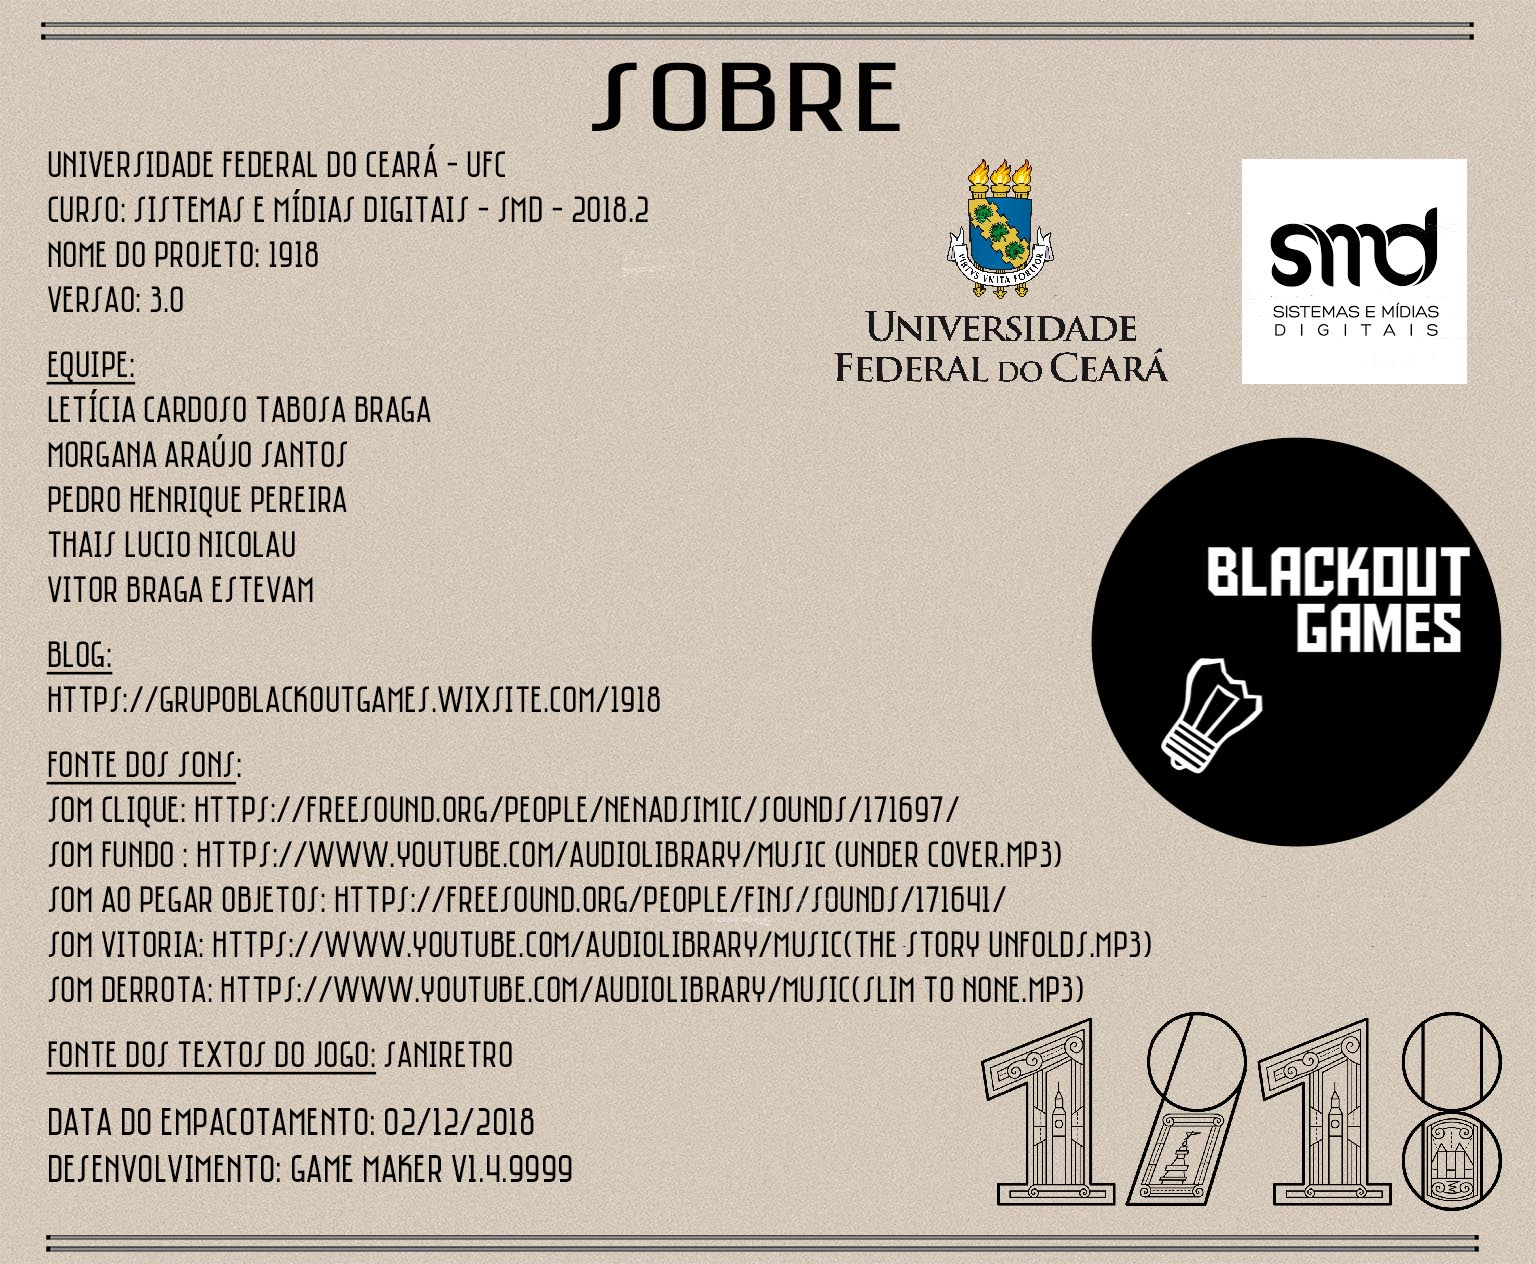 SOBRE
UNIVERSIDADE FEDERAL DO CEARÁ - UFC
CURSO: SISTEMAS E MÍDIAS DIGITAIS - SMD - 2018.2
NOME DO PROJETO: 1918
VERSAO: 3.0
EQUIPE:
LETÍCIA CARDOSO TABOSA BRAGA
MORGANA ARAÚJO SANTOS
PEDRO HENRIQUE PEREIRA
THAIS LUCIO NICOLAU
VITOR BRAGA ESTEVAM
BLOG:
HTTPS://GRUPOBLACKOUTGAMES.WIXSITE.COM/1918
FONTE DOS SONS:
SOM CLIQUE: HTTPS://FREESOUND.ORG/PEOPLE/NENADSIMIC/SOUNDS/171697/
SOM FUNDO : HTTPS://WWW.YOUTUBE.COM/AUDIOLIBRARY/MUSIC (UNDER COVER.MP3)
SOM AO PEGAR OBJETOS: HTTPS://FREESOUND.ORG/PEOPLE/FINS/SOUNDS/171641/
SOM VITORIA: HTTPS://WWW.YOUTUBE.COM/AUDIOLIBRARY/MUSIC(THE STORY UNFOLDS.MP3)
SOM DERROTA: HTTPS://WWW.YOUTUBE.COM/AUDIOLIBRARY/MUSIC(SLIM TO NONE.MP3)
FONTE DOS TEXTOS DO JOGO: SANIRETRO
DATA DO EMPACOTAMENTO: 02/12/2018
DESENVOLVIMENTO: GAME MAKER V1.4.9999
VIRTVS VNITA FORTIOR
UNIVERSIDADE
FEDERAL DO CEARÁ
smd
SISTEMAS E MÍDIAS
DIGITAIS
BLACKOUT
GAMES
1918